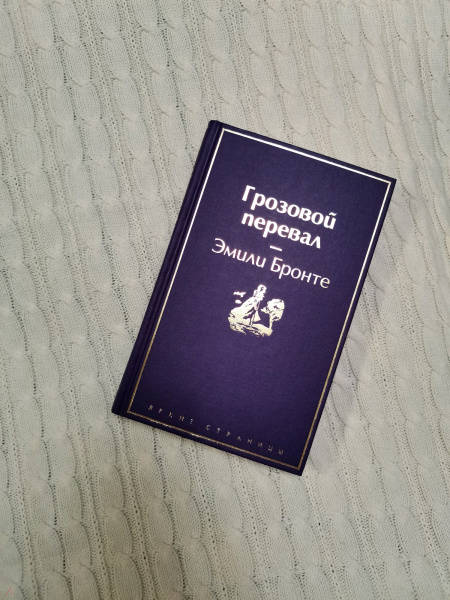 Грозовой
перевал
—
Эмили Бронте
ЯРКИЕ СТРАНИЦЫ